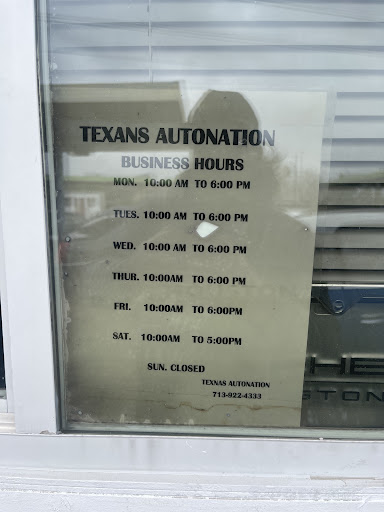 TEXANS AUTONATION
BUSINESS HOURS
MON. 10:00 AM TO 6:00 PM
TUES. 10:00 AM TO 6:00 PM
WED. 10:00 AM TO 6:00 PM
THUR. 10:00AM TO 6:00 PM
FRI. 10:00AM TO 6:00PM
SAT. 10:00AM TO 5:00PM
SUN. CLOSED
TEXNAS AUTONATION
713-922-4333